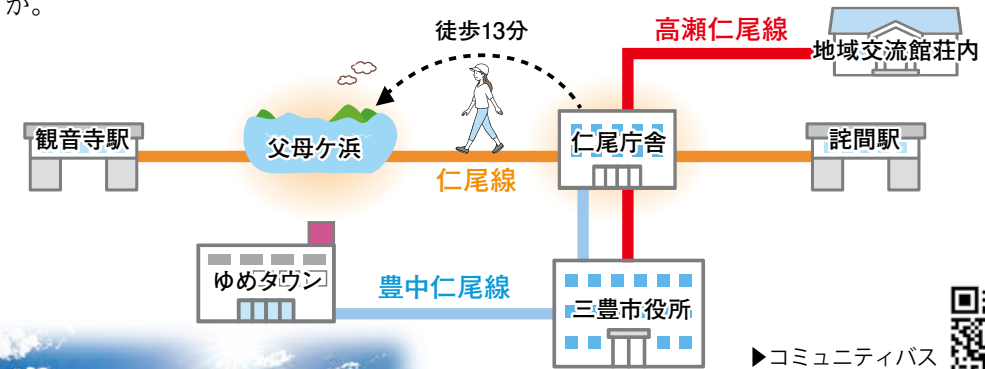 か。
徒歩13分
高瀬仁尾線
地域交流館荘内
観音寺駅
父母ケ浜
仁尾庁舎
詫間駅
仁尾線
ゆめタウン
豊中仁尾線
三豊市役所
▶コミュニティバス